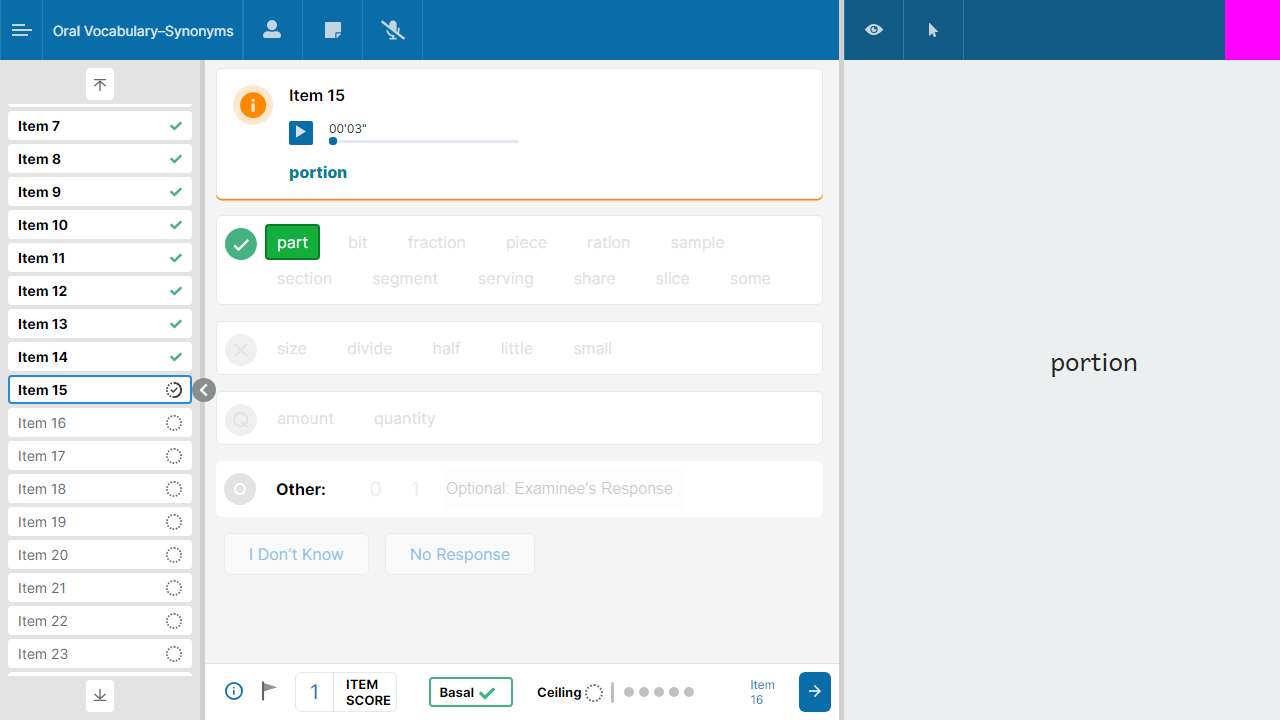 Oral Vocabulary–Synonyms
Item 7
Item 8
Item 9
Item 10
Item 11
Item 12
Item 13
Item 14
Item 15
Item 16
Item 17
Item 18
Item 19
Item 20
Item 21
Item 22
Item 23
Item 15
00'03"
portion
part bit fraction piece ration sample
section segment serving share slice some
size divide half little small
Q amount quantity
Other: 0 1 Optional: Examinee's Response
I Don't Know No Response
1 ITEM SCORE
Basal
Ceiling
Item 16
portion